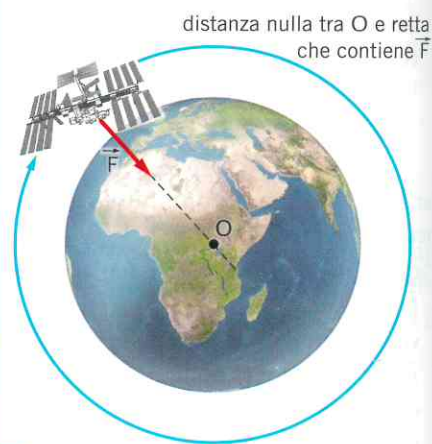 distanza nulla tra O e retta
che contiene F
F
O